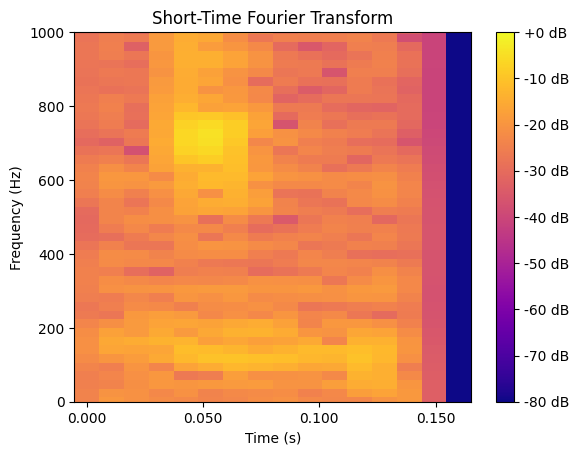 Short-Time Fourier Transform
1000
800
600
400
200
0
Frequency (Hz)
0.000
0.050
0.100
0.150
Time (s)
+0 dB
-10 dB
-20 dB
-30 dB
-40 dB
-50 dB
-60 dB
-70 dB
-80 dB